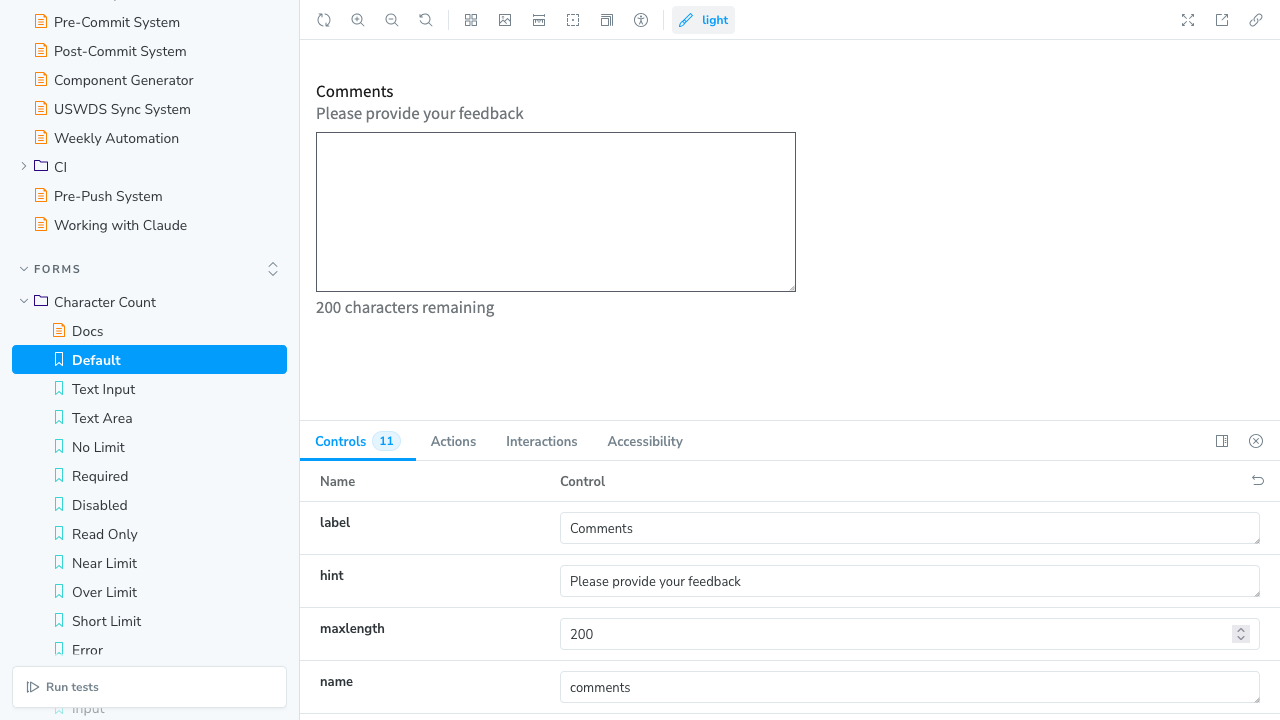 Pre-Commit System
Post-Commit System
Component Generator
USWDS Sync System
Weekly Automation
CI
Pre-Push System
Working with Claude
FORMS
Character Count
Docs
Default
Text Input
Text Area
No Limit
Required
Disabled
Read Only
Near Limit
Over Limit
Short Limit
Error
Run tests
Input
light
Comments
Please provide your feedback
200 characters remaining
Controls 11
Actions
Interactions
Accessibility
Name Control
label Comments
hint Please provide your feedback
maxlength 200
name comments